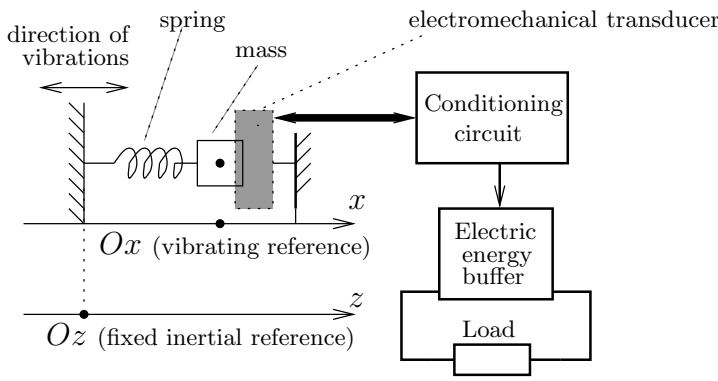 spring
electromechanical transducer
direction of
vibrations
mass
Conditioning
circuit
x
Ox (vibrating reference)
Electric
energy
buffer
z
Oz (fixed inertial reference)
Load